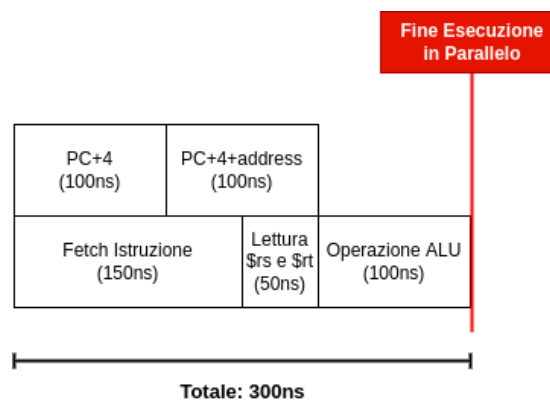 Fine Esecuzione
in Parallelo
PC+4
(100ns)
PC+4+address
(100ns)
Fetch Istruzione
(150ns)
Lettura
$rs e $rt
(50ns)
Operazione ALU
(100ns)
Totale: 300ns